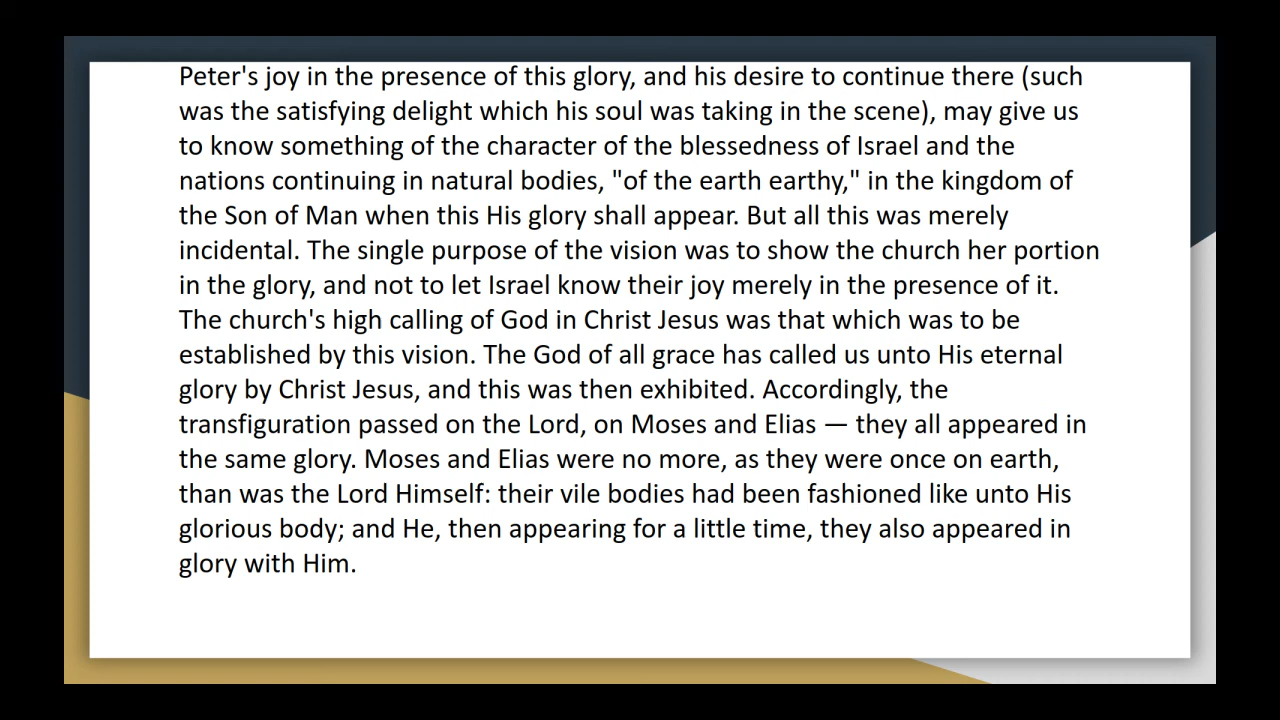 Peter's joy in the presence of this glory, and his desire to continue there (such
was the satisfying delight which his soul was taking in the scene), may give us
to know something of the character of the blessedness of Israel and the
nations continuing in natural bodies, "of the earth earthy," in the kingdom of
the Son of Man when this His glory shall appear. But all this was merely
incidental. The single purpose of the vision was to show the church her portion
in the glory, and not to let Israel know their joy merely in the presence of it.
The church's high calling of God in Christ Jesus was that which was to be
established by this vision. The God of all grace has called us unto His eternal
glory by Christ Jesus, and this was then exhibited. Accordingly, the
transfiguration passed on the Lord, on Moses and Elias — they all appeared in
the same glory. Moses and Elias were no more, as they were once on earth,
than was the Lord Himself: their vile bodies had been fashioned like unto His
glorious body; and He, then appearing for a little time, they also appeared in
glory with Him.